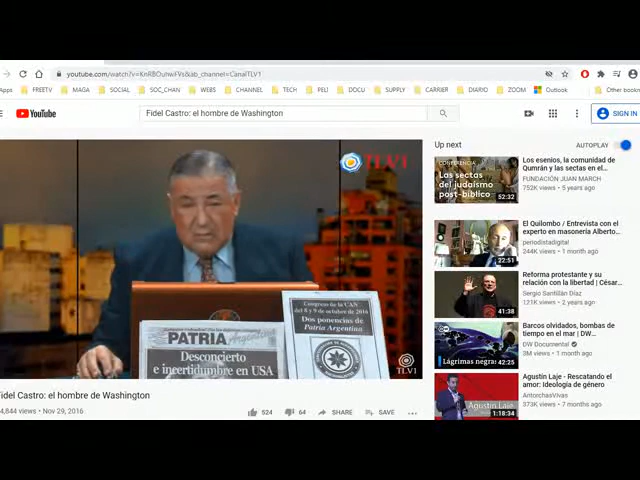 youtube.com/watch?v=KnRBOuhwiFVs&ab_channel=CanalTLV1
Apps FREETV MAGA SOCIAL SOC_CHAN WEBS CHANNEL TECH PELI DOCU SUPPLY CARRIER DIARIO ZOOM Outlook Other bookm
YouTube
Fidel Castro: el hombre de Washington
SIGN IN
TLV1
Congreso de la CAN
del 8 y 9 de octubre de 2016
Dos ponencias de
Patria Argentina
PATRIA Argentina
Desconcierto
e incertidumbre en USA
TLV1
Fidel Castro: el hombre de Washington
4,844 views • Nov 29, 2016
524
64
SHARE
SAVE
Up next
AUTOPLAY
CONFERENCIA
Las sectas
del judaísmo
post-bíblico
52:32
Los esenios, la comunidad de
Qumrán y las sectas en el...
FUNDACIÓN JUAN MARCH
752K views • 5 years ago
22:51
El Quilombo / Entrevista con el
experto en masonería Alberto...
periodistadigital
244K views • 1 month ago
41:38
Reforma protestante y su
relación con la libertad | César...
Sergio Santillán Díaz
121K views • 2 years ago
DW
Lágrimas negras
42:25
Barcos olvidados, bombas de
tiempo en el mar | DW...
DW Documental
3M views • 1 month ago
Agustín Laje
1:18:34
Agustín Laje - Rescatando el
amor: Ideología de género
AntorchasVivas
373K views • 7 months ago